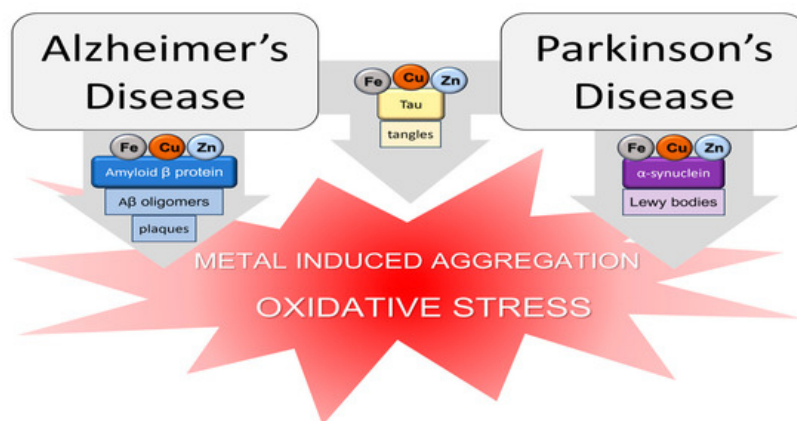 Alzheimer's
Disease
Parkinson's
Disease
Fe Cu Zn
Tau
tangles
Fe Cu Zn
Amyloid β protein
Aβ oligomers
plaques
Fe Cu Zn
α-synuclein
Lewy bodies
METAL INDUCED AGGREGATION
OXIDATIVE STRESS